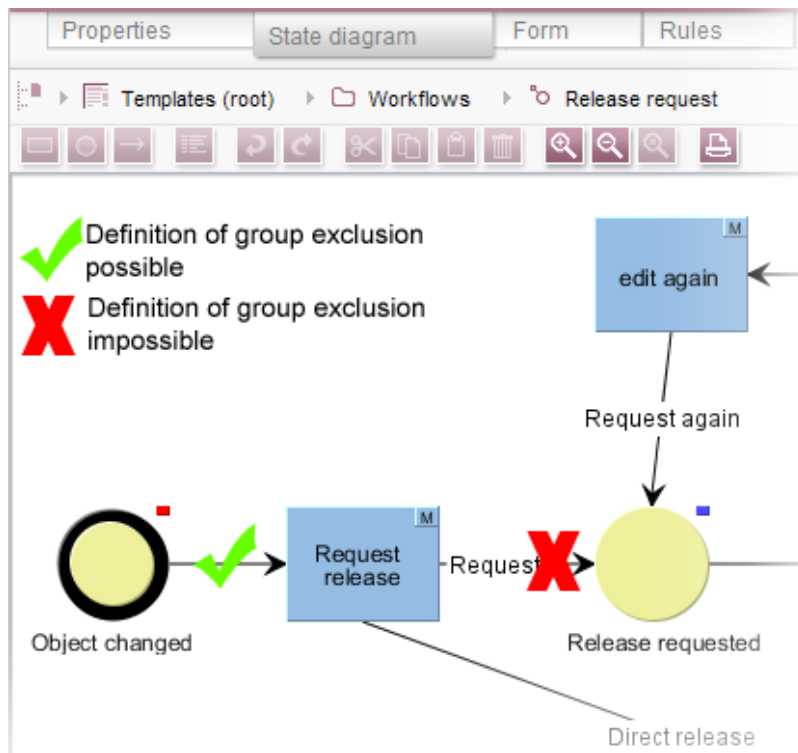 Properties State diagram Form Rules
Templates (root) Workflows Release request
Definition of group exclusion
possible
Definition of group exclusion
impossible
M
edit again
Request again
M
Request
release
Request
Object changed
Release requested
Direct release